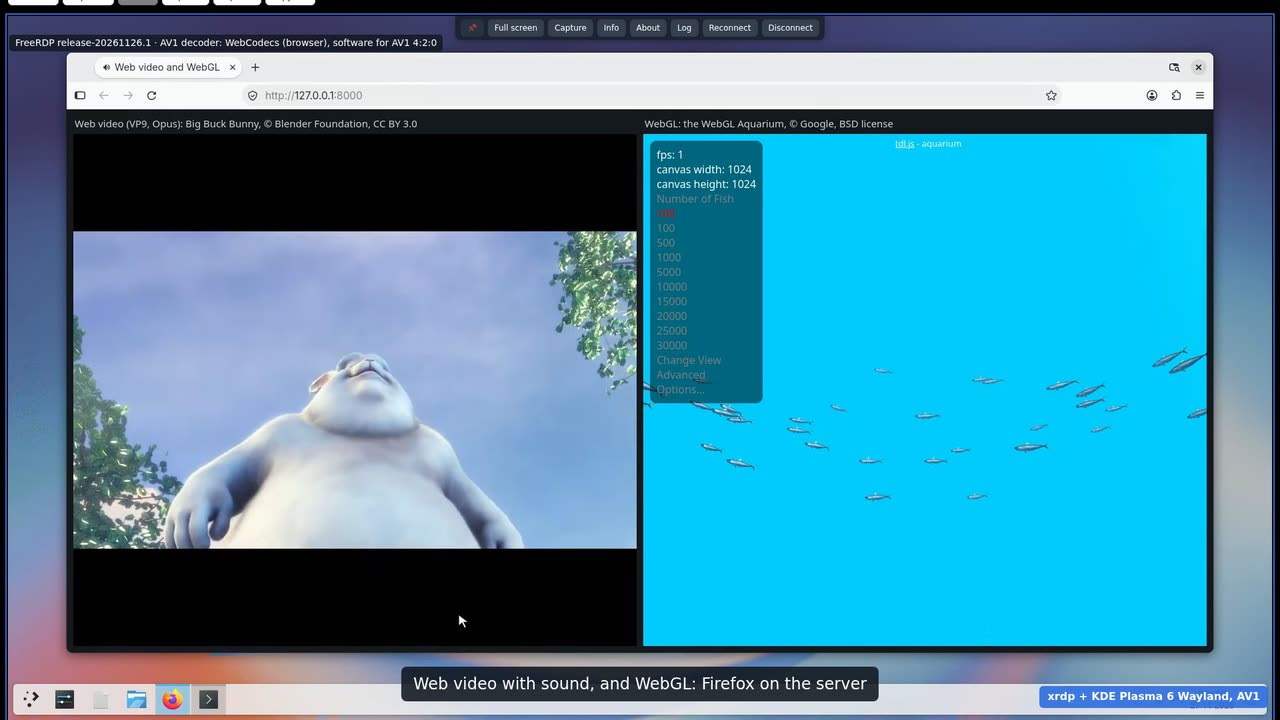 Full screen
Capture
Info
About
Log
Reconnect
Disconnect
FreeRDP release-20261126.1 · AV1 decoder: WebCodecs (browser), software for AV1 4:2:0
Web video and WebGL
http://127.0.0.1:8000
Web video (VP9, Opus): Big Buck Bunny, © Blender Foundation, CC BY 3.0
WebGL: the WebGL Aquarium, © Google, BSD license
tdl.js - aquarium
fps: 1
canvas width: 1024
canvas height: 1024
Number of Fish
100
500
1000
5000
10000
15000
20000
25000
30000
Change View
Advanced
Options...
Web video with sound, and WebGL: Firefox on the server
xrdp + KDE Plasma 6 Wayland, AV1